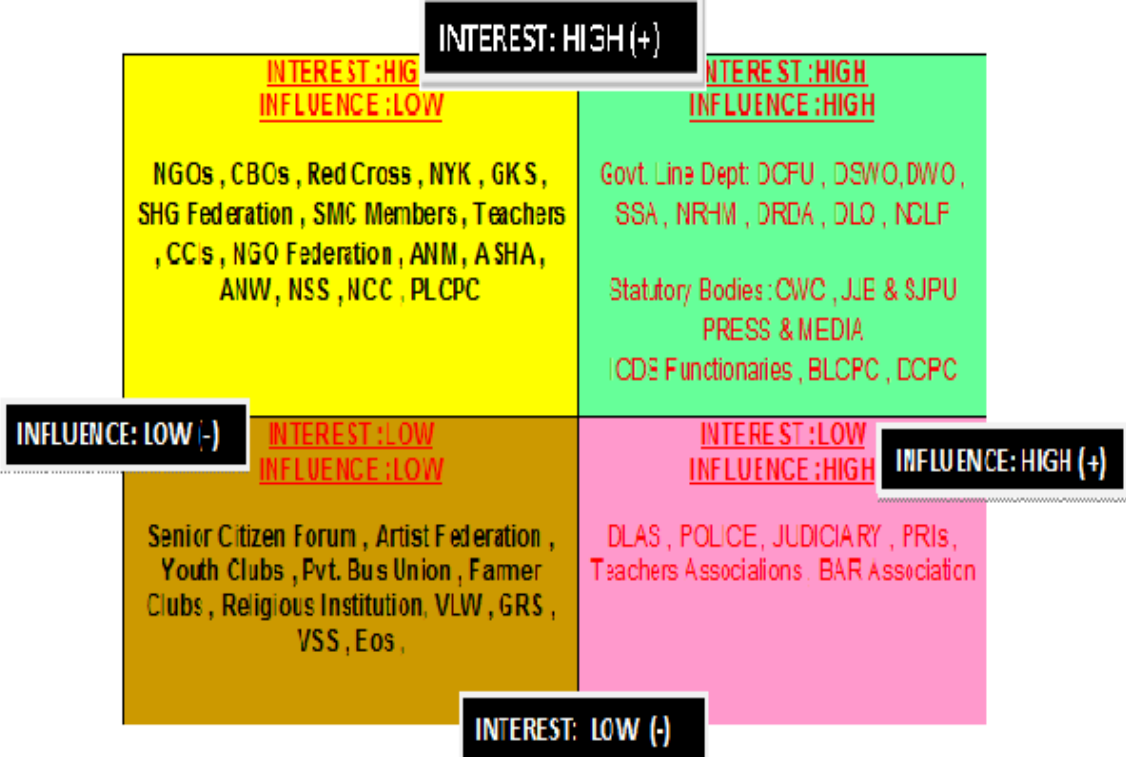 INTEREST: HIGH (+)
INTEREST :HIG
INFLUENCE :LOW
NGOs , CBOs , Red Cross , NYK , GKS ,
SHG Federation , SMC Members , Teachers
, CCIs , NGO Federation , ANM , ASHA ,
ANW , NSS , NCC , PLCPC
NTEREST :HIGH
INFLUENCE :HIGH
Govt. Line Dept: DCFU , DSWO,DWO ,
SSA , NRHM , DRDA , DLO , NCLP
Statutory Bodies : CWC , JJB & SJPU
PRESS & MEDIA
ICDS Functionaries , BLCPC , DCPC
INFLUENCE: LOW (-)
INFLUENCE: HIGH (+)
INTEREST :LOW
INFLUENCE :LOW
Senior Citizen Forum , Artist Federation ,
Youth Clubs , Pvt. Bus Union , Farmer
Clubs , Religious Institution, VLW , GRS ,
VSS , Eos ,
INTEREST :LOW
INFLUENCE :HIGH
DLAS , POLICE, JUDICIARY , PRIs,
Teachers Associations , BAR Association
INTEREST: LOW (-)